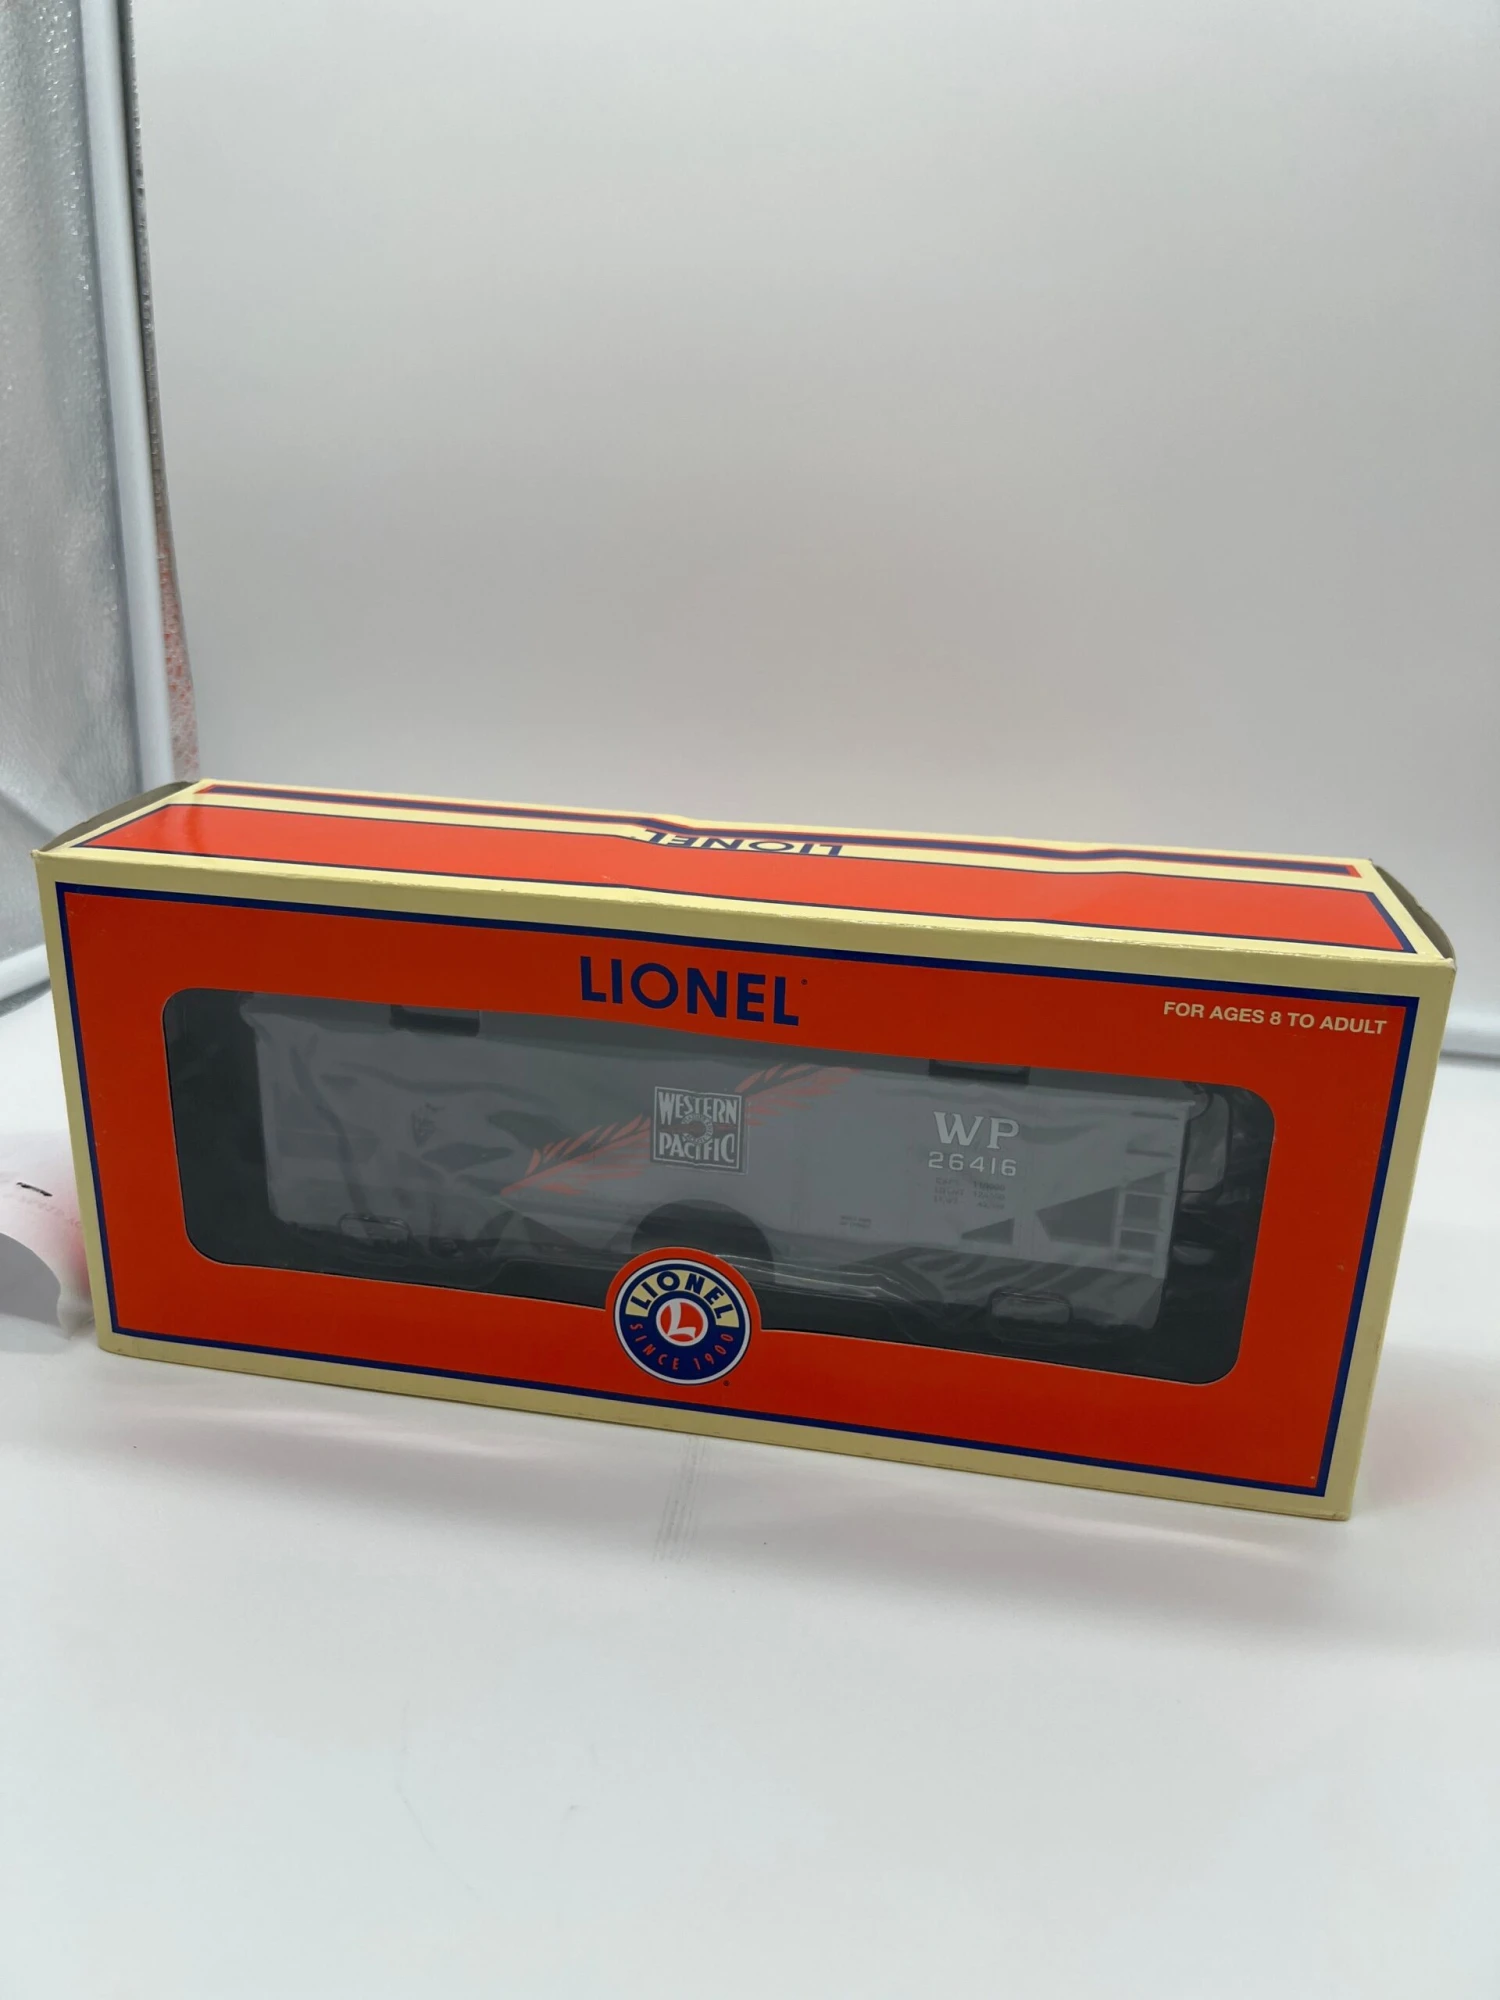 LIONEL
LIONEL
FOR AGES 8 TO ADULT
WESTERN
PACIFIC
WP
26416
LIONEL
L
SINCE 1900